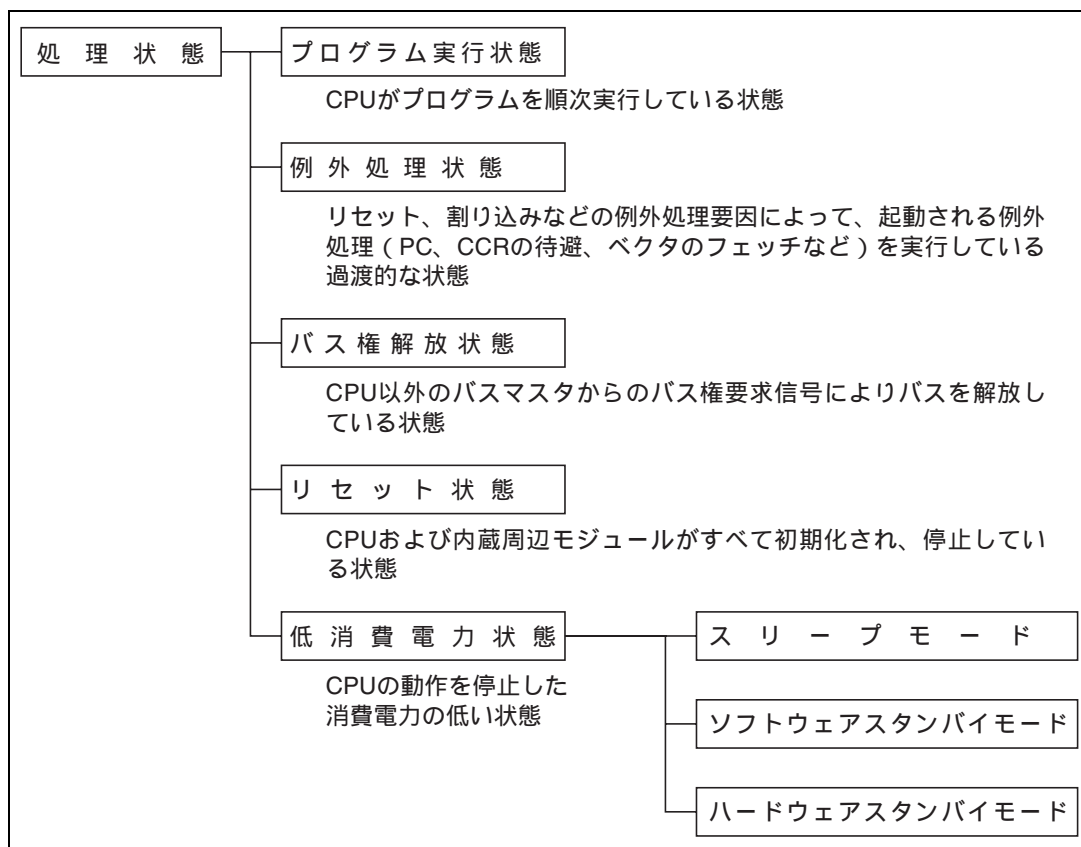 処理状態
プログラム実行状態
CPUがプログラムを順次実行している状態
例外処理状態
リセット、割り込みなどの例外処理要因によって、起動される例外
処理（PC、CCRの待避、ベクタのフェッチなど）を実行している
過渡的な状態
バス権解放状態
CPU以外のバスマスタからのバス権要求信号によりバスを解放し
ている状態
リセット状態
CPUおよび内蔵周辺モジュールがすべて初期化され、停止してい
る状態
低消費電力状態
CPUの動作を停止した
消費電力の低い状態
スリープモード
ソフトウェアスタンバイモード
ハードウェアスタンバイモード